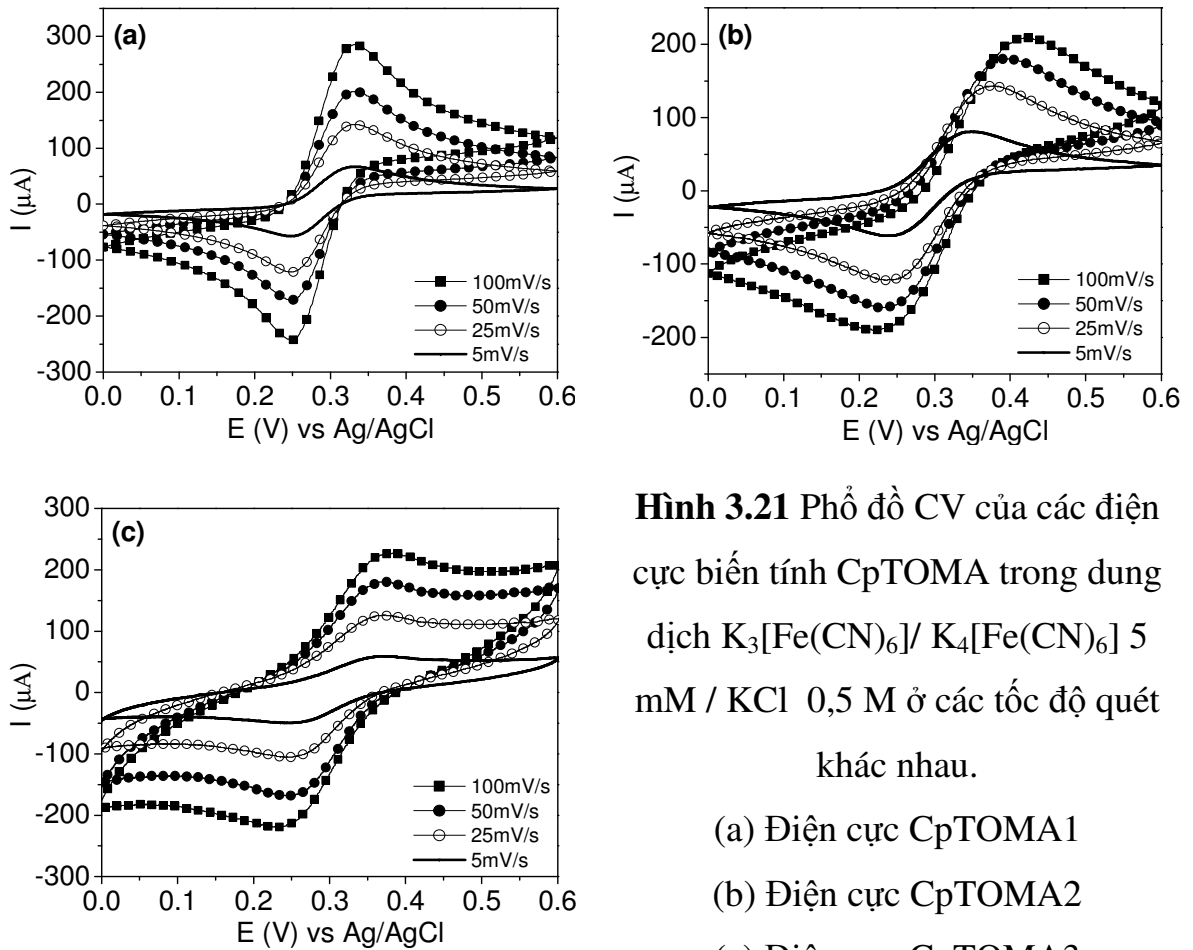 (a)
300
200
100
0
-100
-200
-300
I (µA)
100mV/s
50mV/s
25mV/s
5mV/s
0.0 0.1 0.2 0.3 0.4 0.5 0.6
E (V) vs Ag/AgCl
(b)
200
100
0
-100
-200
I (µA)
100mV/s
50mV/s
25mV/s
5mV/s
0.0 0.1 0.2 0.3 0.4 0.5 0.6
E (V) vs Ag/AgCl
(c)
300
200
100
0
-100
-200
-300
I (µA)
100mV/s
50mV/s
25mV/s
5mV/s
0.0 0.1 0.2 0.3 0.4 0.5 0.6
E (V) vs Ag/AgCl
Hình 3.21 Phổ đồ CV của các điện
cực biến tính CpTOMA trong dung
dịch K₃[Fe(CN)₆]/ K₄[Fe(CN)₆] 5
mM / KCl 0,5 M ở các tốc độ quét
khác nhau.
(a) Điện cực CpTOMA1
(b) Điện cực CpTOMA2